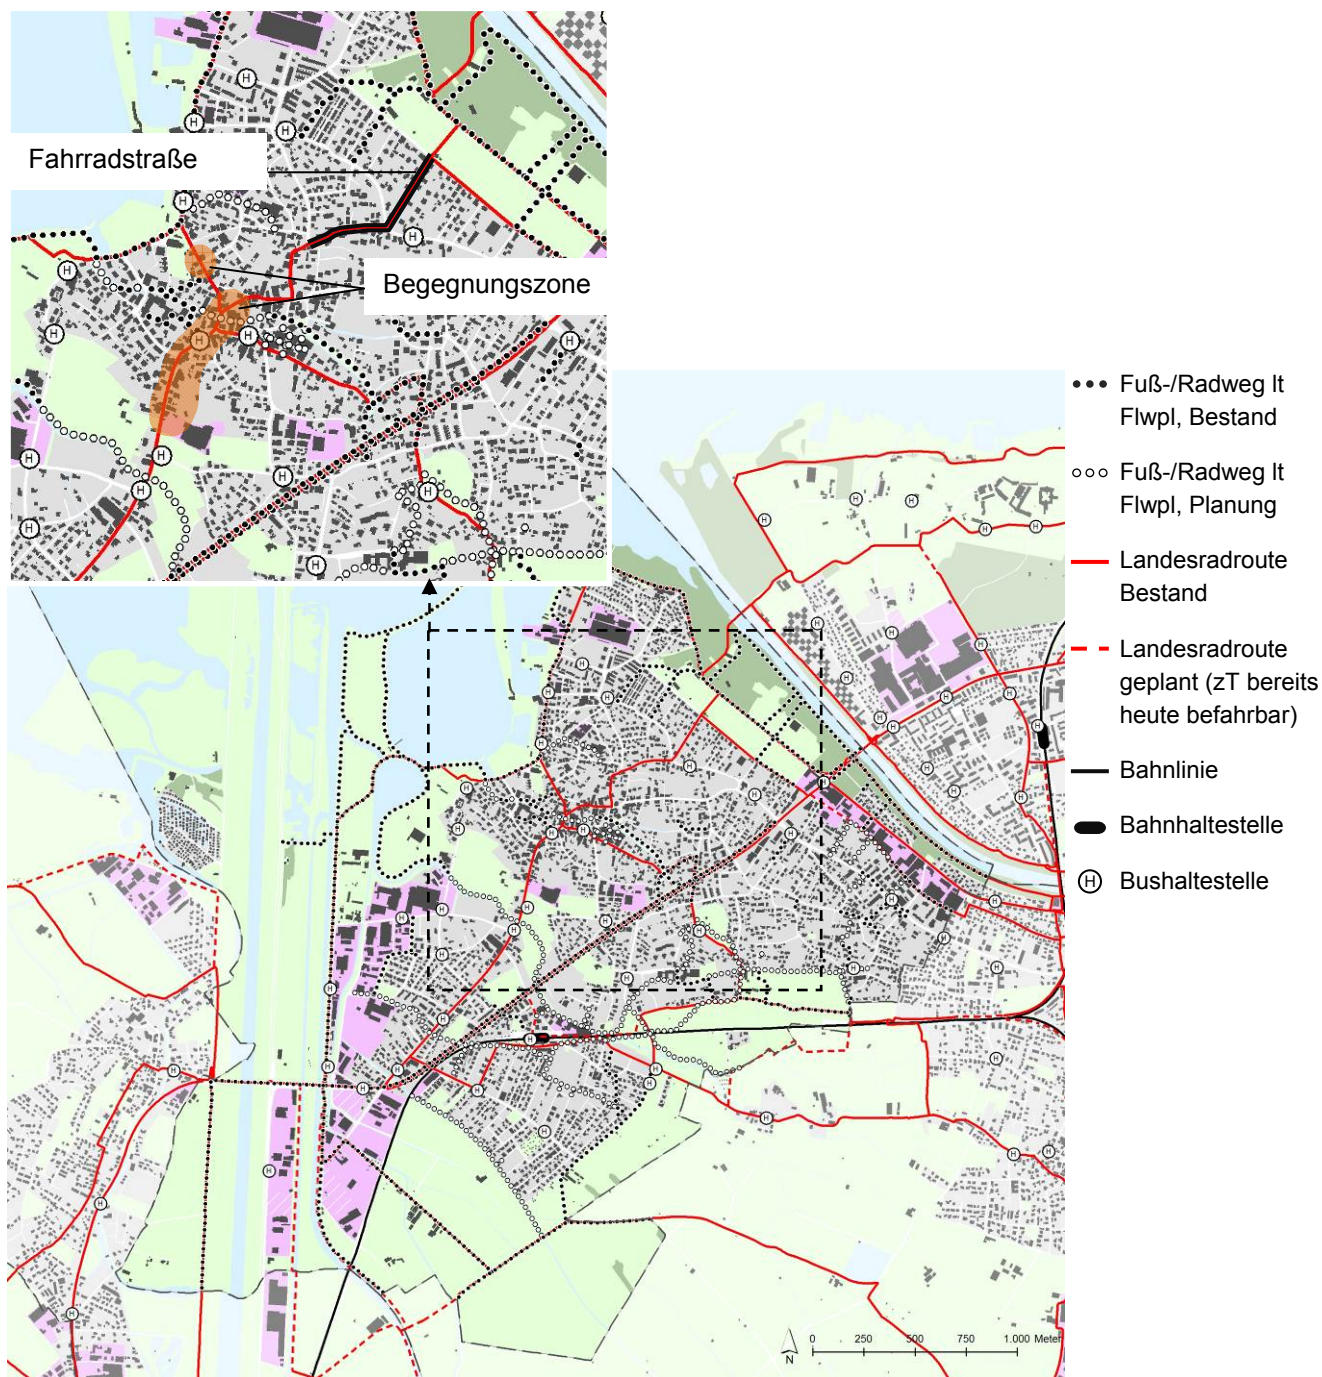 Fahrradstraße
Begegnungszone
Fuß-/Radweg lt
Flwpl, Bestand
Fuß-/Radweg lt
Flwpl, Planung
Landesradroute
Bestand
Landesradroute
geplant (zT bereits
heute befahrbar)
Bahnlinie
Bahnhaltestelle
H Bushaltestelle
N
0 250 500 750 1.000 Meter